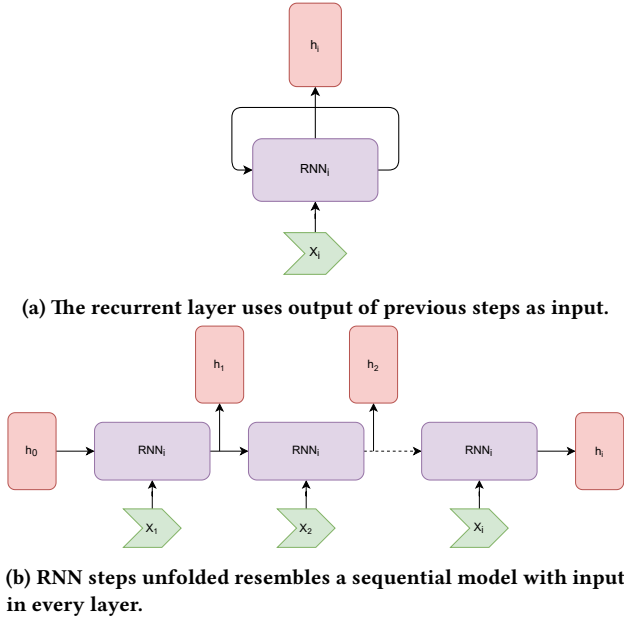 hᵢ
RNNᵢ
Xᵢ
(a) The recurrent layer uses output of previous steps as input.
h₁
h₂
h₀
RNNᵢ
RNNᵢ
RNNᵢ
hᵢ
X₁
X₂
Xᵢ
(b) RNN steps unfolded resembles a sequential model with input
in every layer.